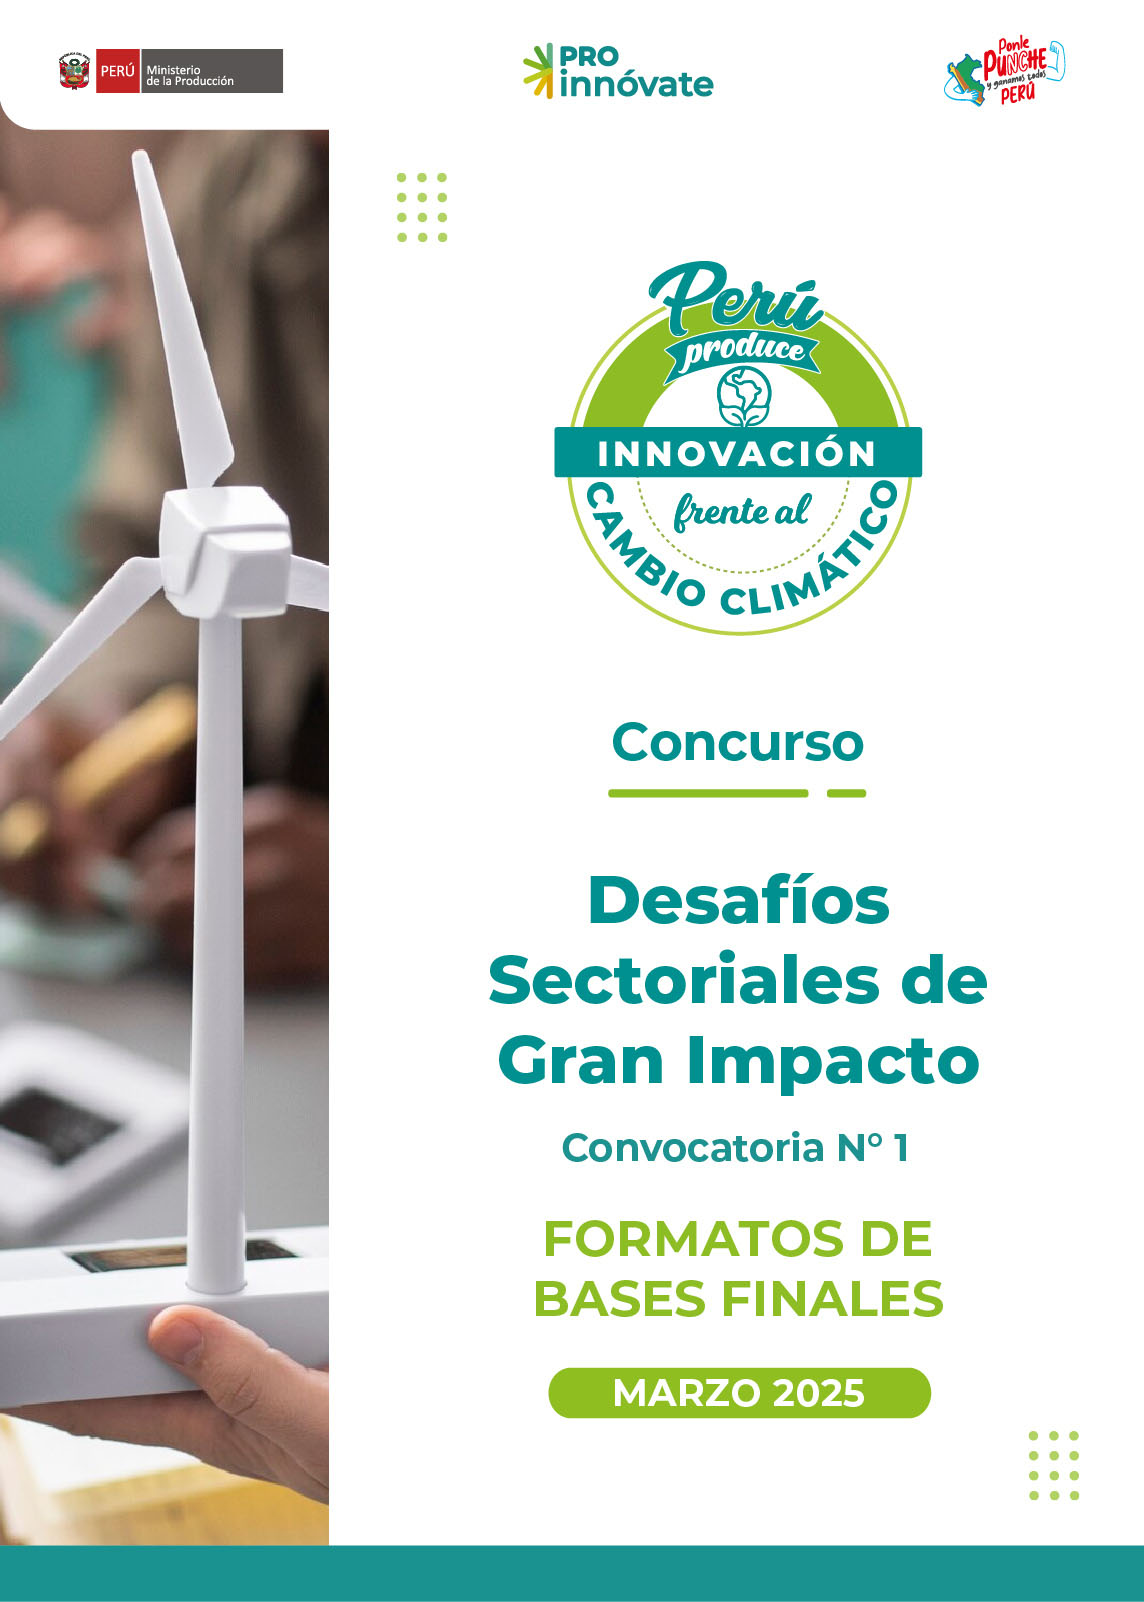 PERÚ
Ministerio
de la Producción
PRO
innóvate
Ponle
PUNCHE
y ganamos todos
PERÚ
Perú
produce
INNOVACIÓN
frente al
CAMBIO CLIMÁTICO
Concurso
Desafíos
Sectoriales de
Gran Impacto
Convocatoria N° 1
FORMATOS DE
BASES FINALES
MARZO 2025